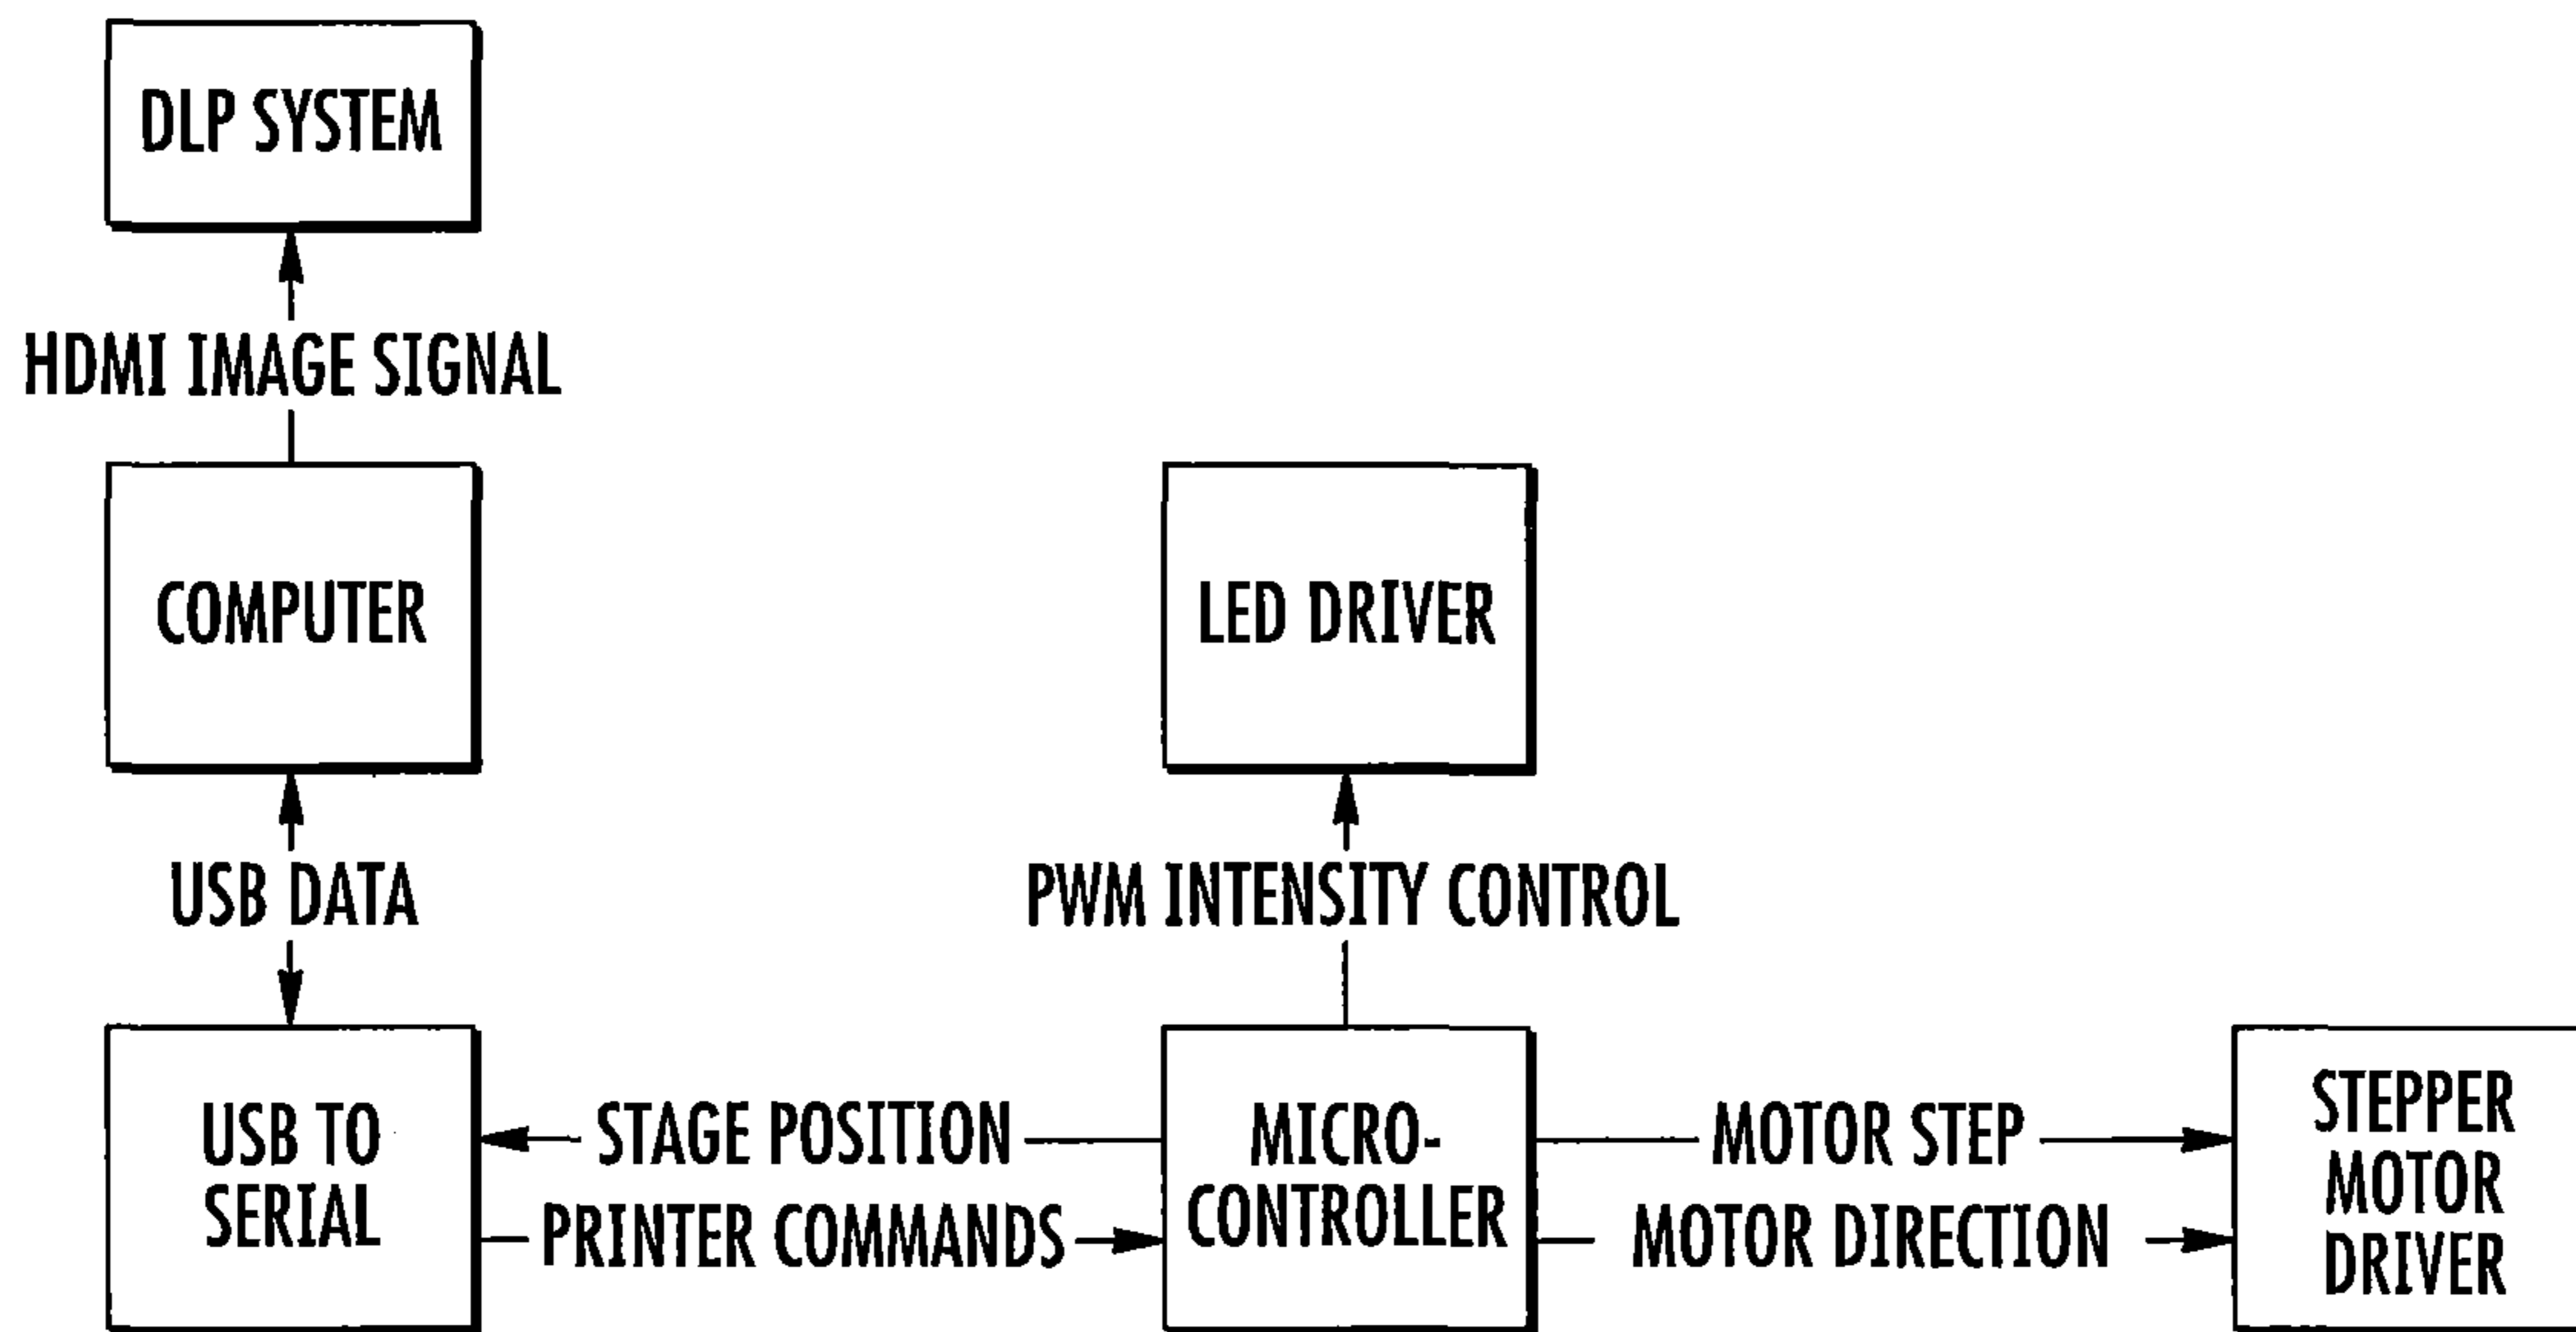 DLP SYSTEM
HDMI IMAGE SIGNAL
COMPUTER
LED DRIVER
USB DATA
PWM INTENSITY CONTROL
USB TO
SERIAL
STAGE POSITION
PRINTER COMMANDS
MICRO-
CONTROLLER
MOTOR STEP
MOTOR DIRECTION
STEPPER
MOTOR
DRIVER